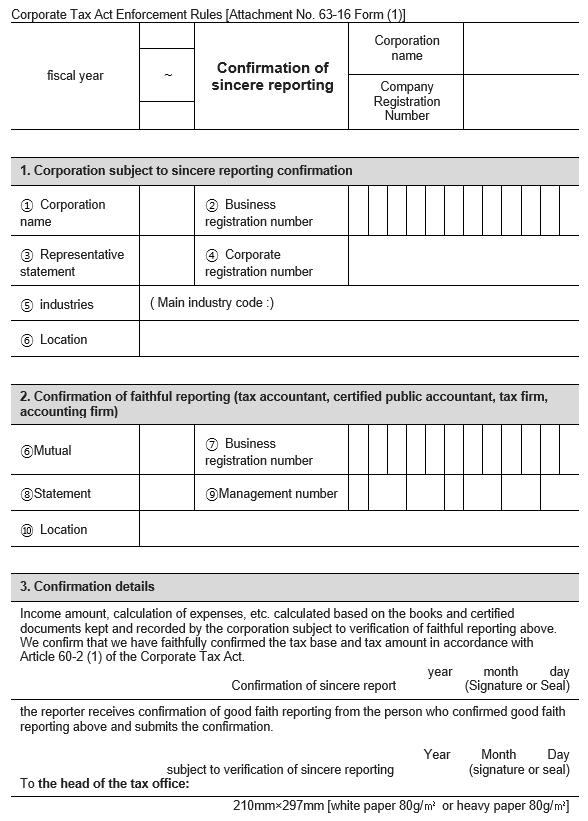 Corporate Tax Act Enforcement Rules [Attachment No. 63-16 Form (1)]
fiscal year
~
Confirmation of
sincere reporting
Corporation
name
Company
Registration
Number
1. Corporation subject to sincere reporting confirmation
① Corporation
name
② Business
registration number
③ Representative
statement
④ Corporate
registration number
⑤ industries
( Main industry code :)
⑥ Location
2. Confirmation of faithful reporting (tax accountant, certified public accountant, tax firm,
accounting firm)
⑥Mutual
⑦ Business
registration number
⑧Statement
⑨Management number
⑩ Location
3. Confirmation details
Income amount, calculation of expenses, etc. calculated based on the books and certified
documents kept and recorded by the corporation subject to verification of faithful reporting above.
We confirm that we have faithfully confirmed the tax base and tax amount in accordance with
Article 60-2 (1) of the Corporate Tax Act.
year month day
Confirmation of sincere report (Signature or Seal)
the reporter receives confirmation of good faith reporting from the person who confirmed good faith
reporting above and submits the confirmation.
Year Month Day
subject to verification of sincere reporting (signature or seal)
To the head of the tax office:
210mm×297mm [white paper 80g/㎡ or heavy paper 80g/㎡]